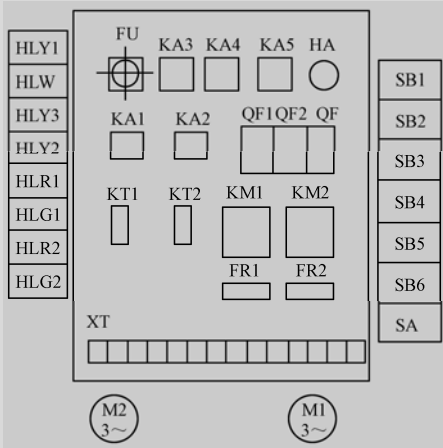 HLY1
HLW
HLY3
HLY2
HLR1
HLG1
HLR2
HLG2
FU
KA3 KA4 KA5 HA
KA1 KA2
QF1 QF2 QF
KT1 KT2
KM1 KM2
FR1 FR2
XT
SB1
SB2
SB3
SB4
SB5
SB6
SA
M2
3～
M1
3～